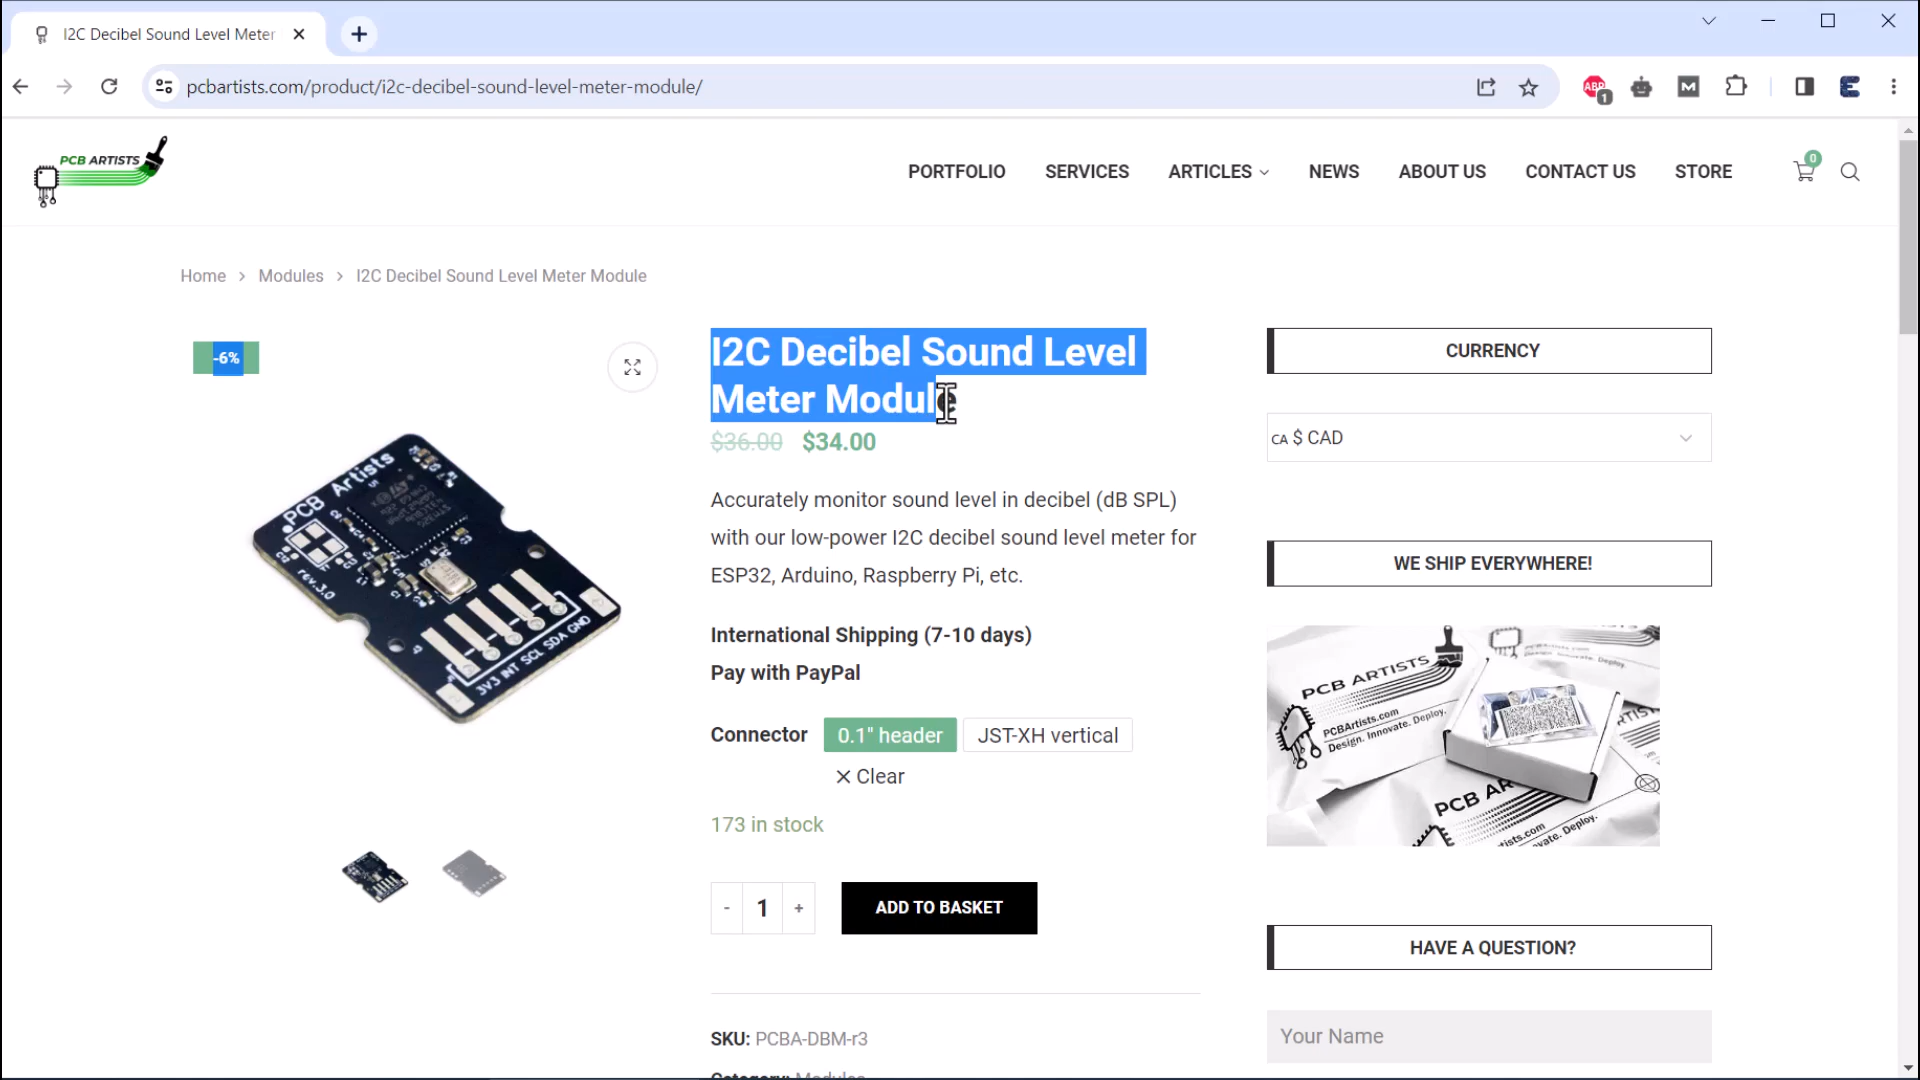 I2C Decibel Sound Level Meter
pcbartists.com/product/i2c-decibel-sound-level-meter-module/
ABP
1
M
E
PCB ARTISTS
PORTFOLIO
SERVICES
ARTICLES
NEWS
ABOUT US
CONTACT US
STORE
0
Home > Modules > I2C Decibel Sound Level Meter Module
-6%
I2C Decibel Sound Level
Meter Module
$36.00 $34.00
Accurately monitor sound level in decibel (dB SPL)
with our low-power I2C decibel sound level meter for
ESP32, Arduino, Raspberry Pi, etc.
International Shipping (7-10 days)
Pay with PayPal
Connector 0.1" header JST-XH vertical
× Clear
173 in stock
- 1 +
ADD TO BASKET
SKU: PCBA-DBM-r3
Category: Modules
PCB Artists
rev.3.0
3V3 INT SCL SDA GND
CURRENCY
CA $ CAD
WE SHIP EVERYWHERE!
PCB ARTISTS
PCBArtists.com
Design. Innovate. Deploy.
HAVE A QUESTION?
Your Name